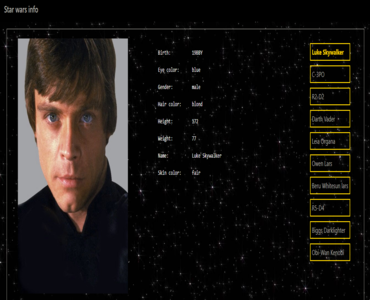 Star wars info
Birth: 19BBY
Eye color: blue
Gender: male
Hair color: blond
Height: 172
Weight: 77
Name: Luke Skywalker
Skin color: fair
Luke Skywalker
C-3PO
R2-D2
Darth Vader
Leia Organa
Owen Lars
Beru Whitesun lars
R5-D4
Biggs Darklighter
Obi-Wan Kenobi